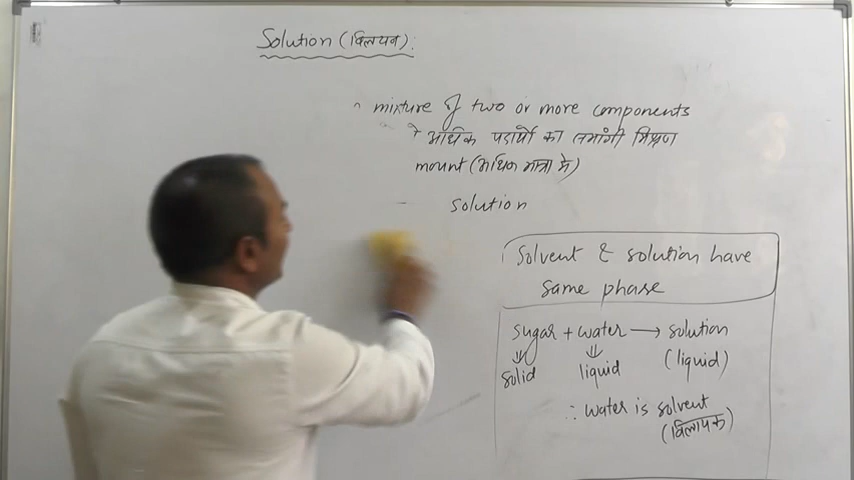 Solution (विलयन):
mixture of two or more components
अधिक पदार्थो का समांगी मिश्रण
mount (अधिक मात्रा मे)
solution
Solvent & solution have
same phase
sugar + water → solution
⇓ ⇓ (liquid)
solid liquid
∴ water is solvent
(विलायक)